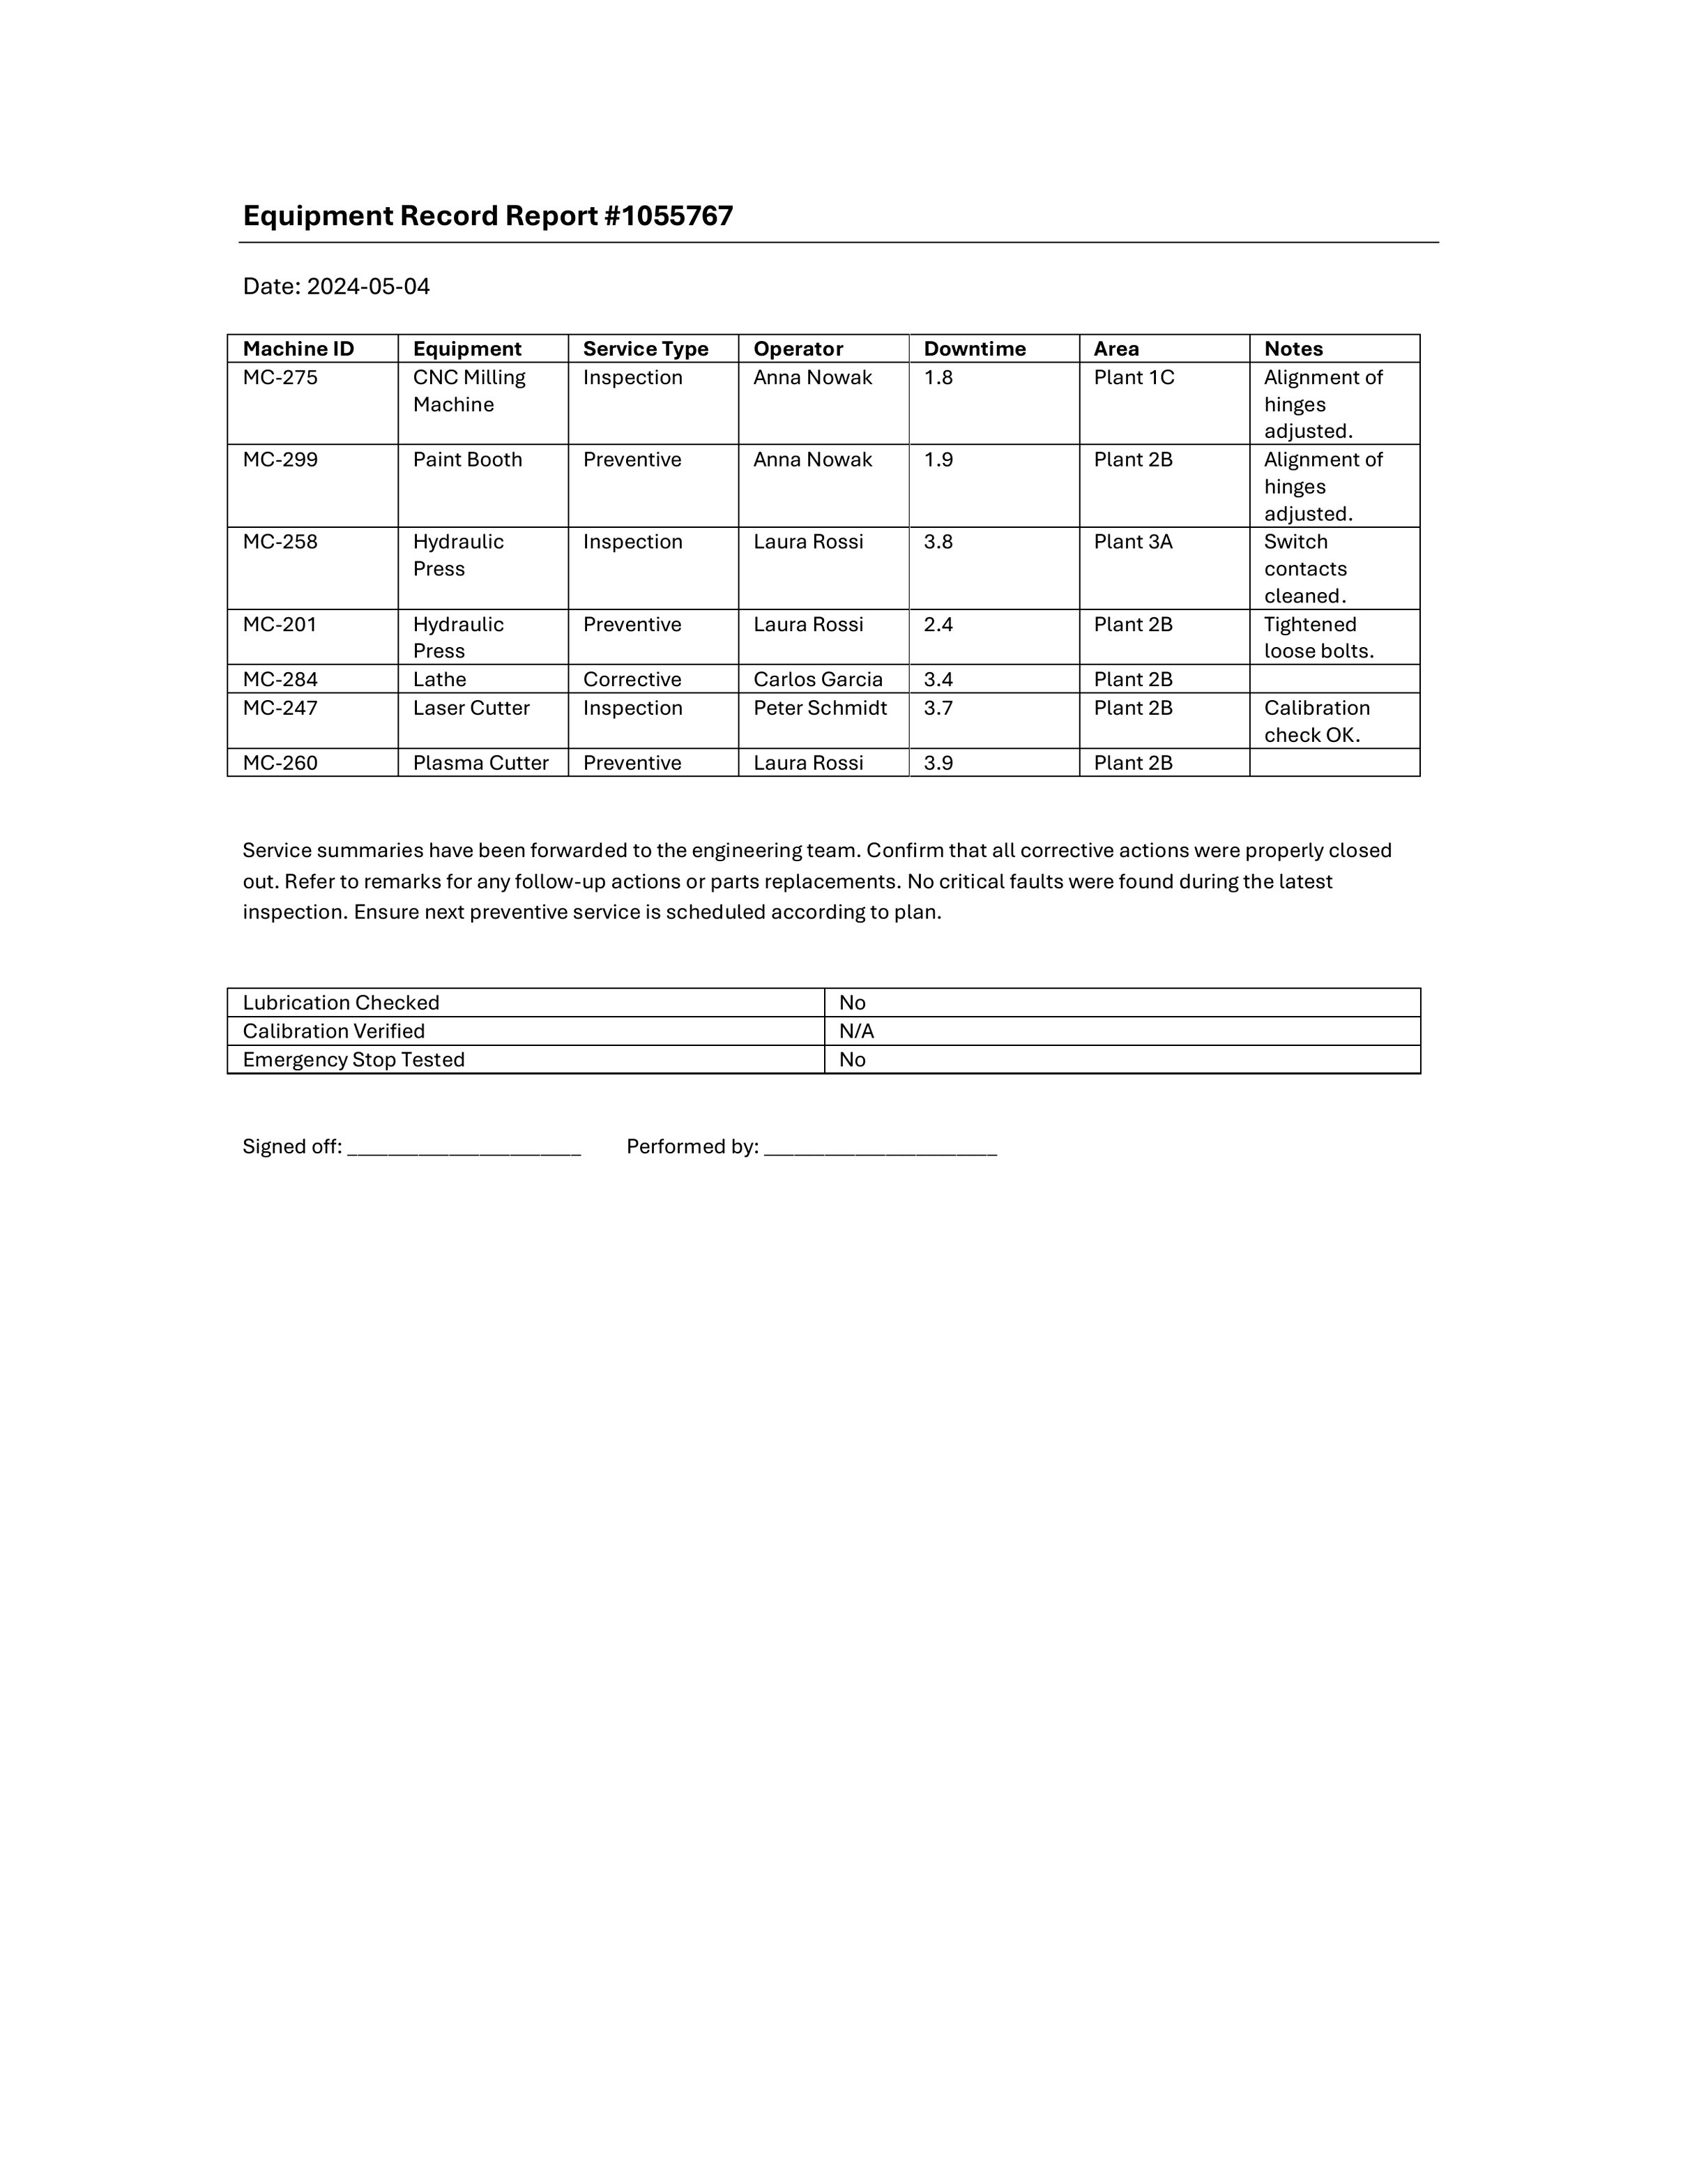 Equipment Record Report #1055767
Date: 2024-05-04
Machine ID Equipment Service Type Operator Downtime Area Notes
MC-275 CNC Milling Machine Inspection Anna Nowak 1.8 Plant 1C Alignment of hinges adjusted.
MC-299 Paint Booth Preventive Anna Nowak 1.9 Plant 2B Alignment of hinges adjusted.
MC-258 Hydraulic Press Inspection Laura Rossi 3.8 Plant 3A Switch contacts cleaned.
MC-201 Hydraulic Press Preventive Laura Rossi 2.4 Plant 2B Tightened loose bolts.
MC-284 Lathe Corrective Carlos Garcia 3.4 Plant 2B
MC-247 Laser Cutter Inspection Peter Schmidt 3.7 Plant 2B Calibration check OK.
MC-260 Plasma Cutter Preventive Laura Rossi 3.9 Plant 2B
Service summaries have been forwarded to the engineering team. Confirm that all corrective actions were properly closed
out. Refer to remarks for any follow-up actions or parts replacements. No critical faults were found during the latest
inspection. Ensure next preventive service is scheduled according to plan.
Lubrication Checked No
Calibration Verified N/A
Emergency Stop Tested No
Signed off: _______________________ Performed by: _______________________